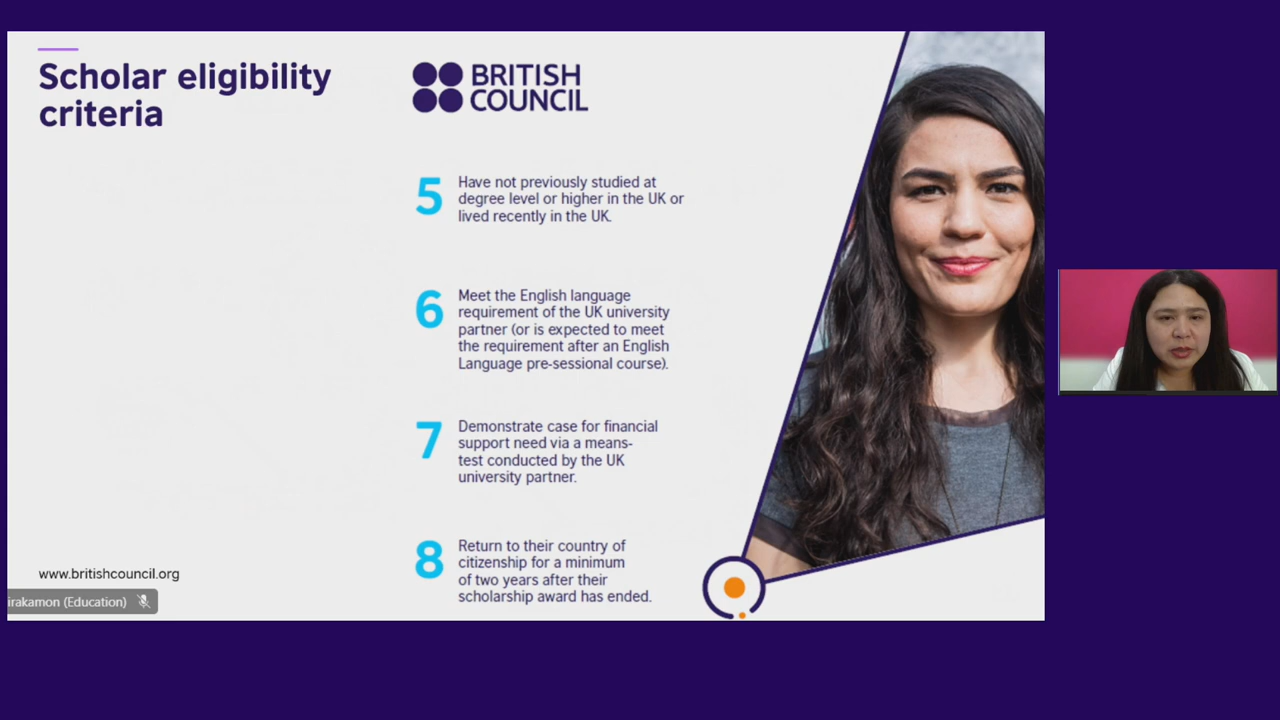 Scholar eligibility
criteria
BRITISH
COUNCIL
5
Have not previously studied at
degree level or higher in the UK or
lived recently in the UK.
6
Meet the English language
requirement of the UK university
partner (or is expected to meet
the requirement after an English
Language pre-sessional course).
7
Demonstrate case for financial
support need via a means-
test conducted by the UK
university partner.
8
Return to their country of
citizenship for a minimum
of two years after their
scholarship award has ended.
www.britishcouncil.org
irakamon (Education)